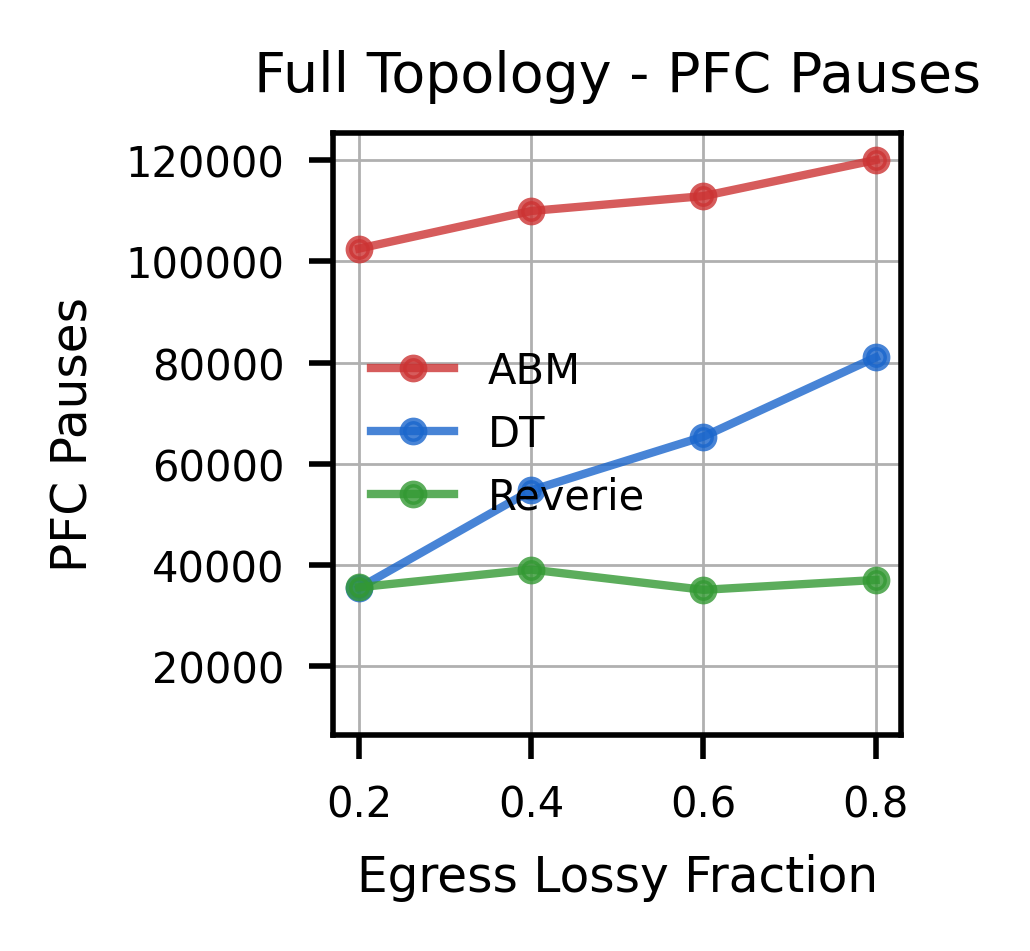 Full Topology - PFC Pauses
PFC Pauses
120000
100000
80000
60000
40000
20000
ABM
DT
Reverie
0.2 0.4 0.6 0.8
Egress Lossy Fraction